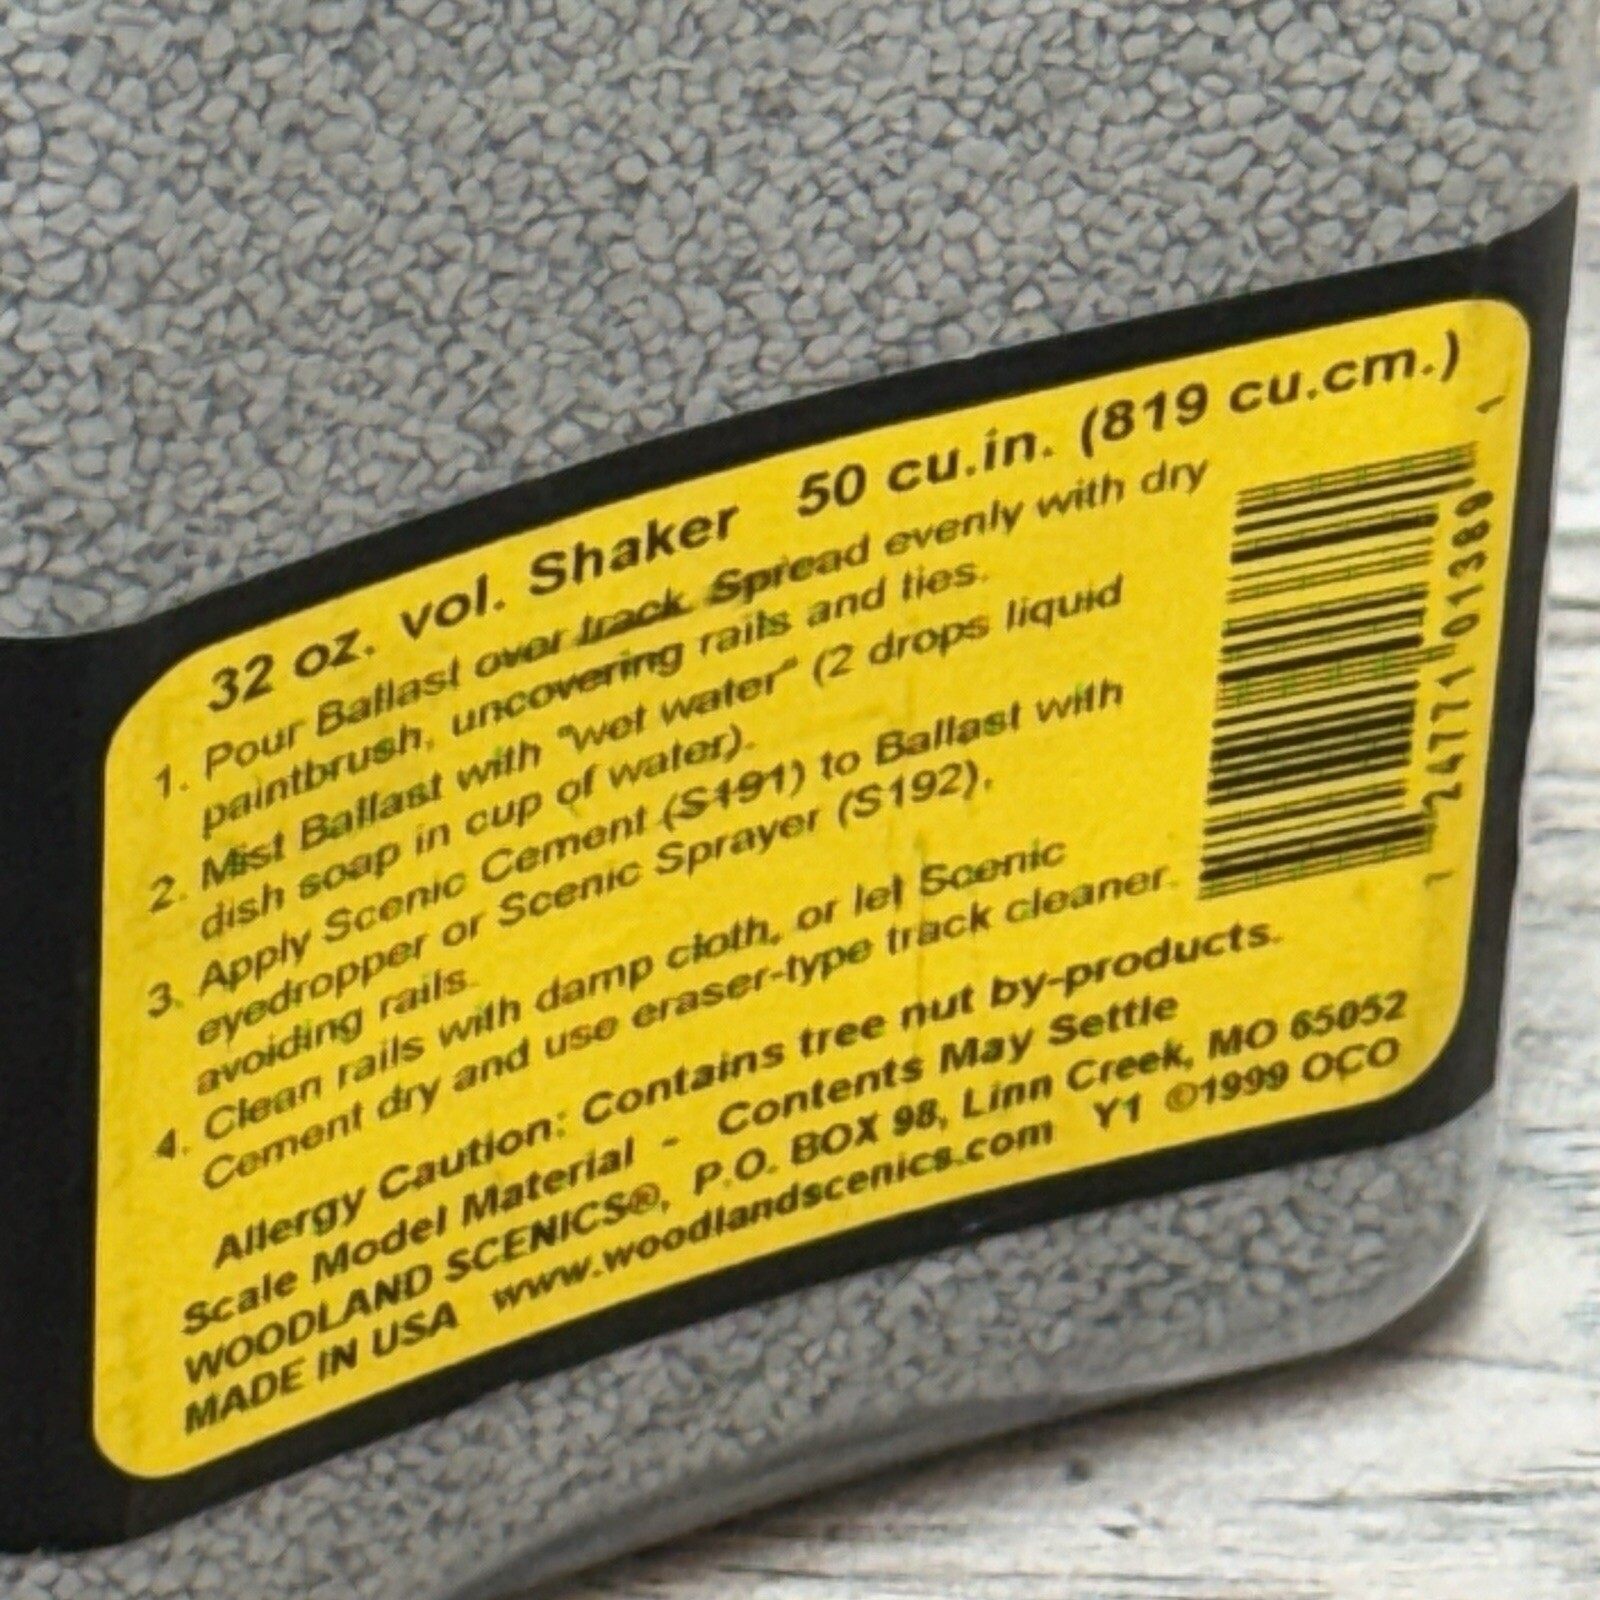 32 oz. vol. Shaker 50 cu.in. (819 cu.cm.)
1. Pour Ballast over track. Spread evenly with dry
paintbrush, uncovering rails and ties.
2. Mist Ballast with "wet water" (2 drops liquid
dish soap in cup of water).
3. Apply Scenic Cement (S191) to Ballast with
eyedropper or Scenic Sprayer (S192),
avoiding rails.
4. Clean rails with damp cloth, or let Scenic
Cement dry and use eraser-type track cleaner.
Allergy Caution: Contains tree nut by-products.
Scale Model Material - Contents May Settle
WOODLAND SCENICS®, P.O. BOX 98, Linn Creek, MO 65052
MADE IN USA www.woodlandscenics.com Y1 ©1999 OCO
1 24771 01389 1